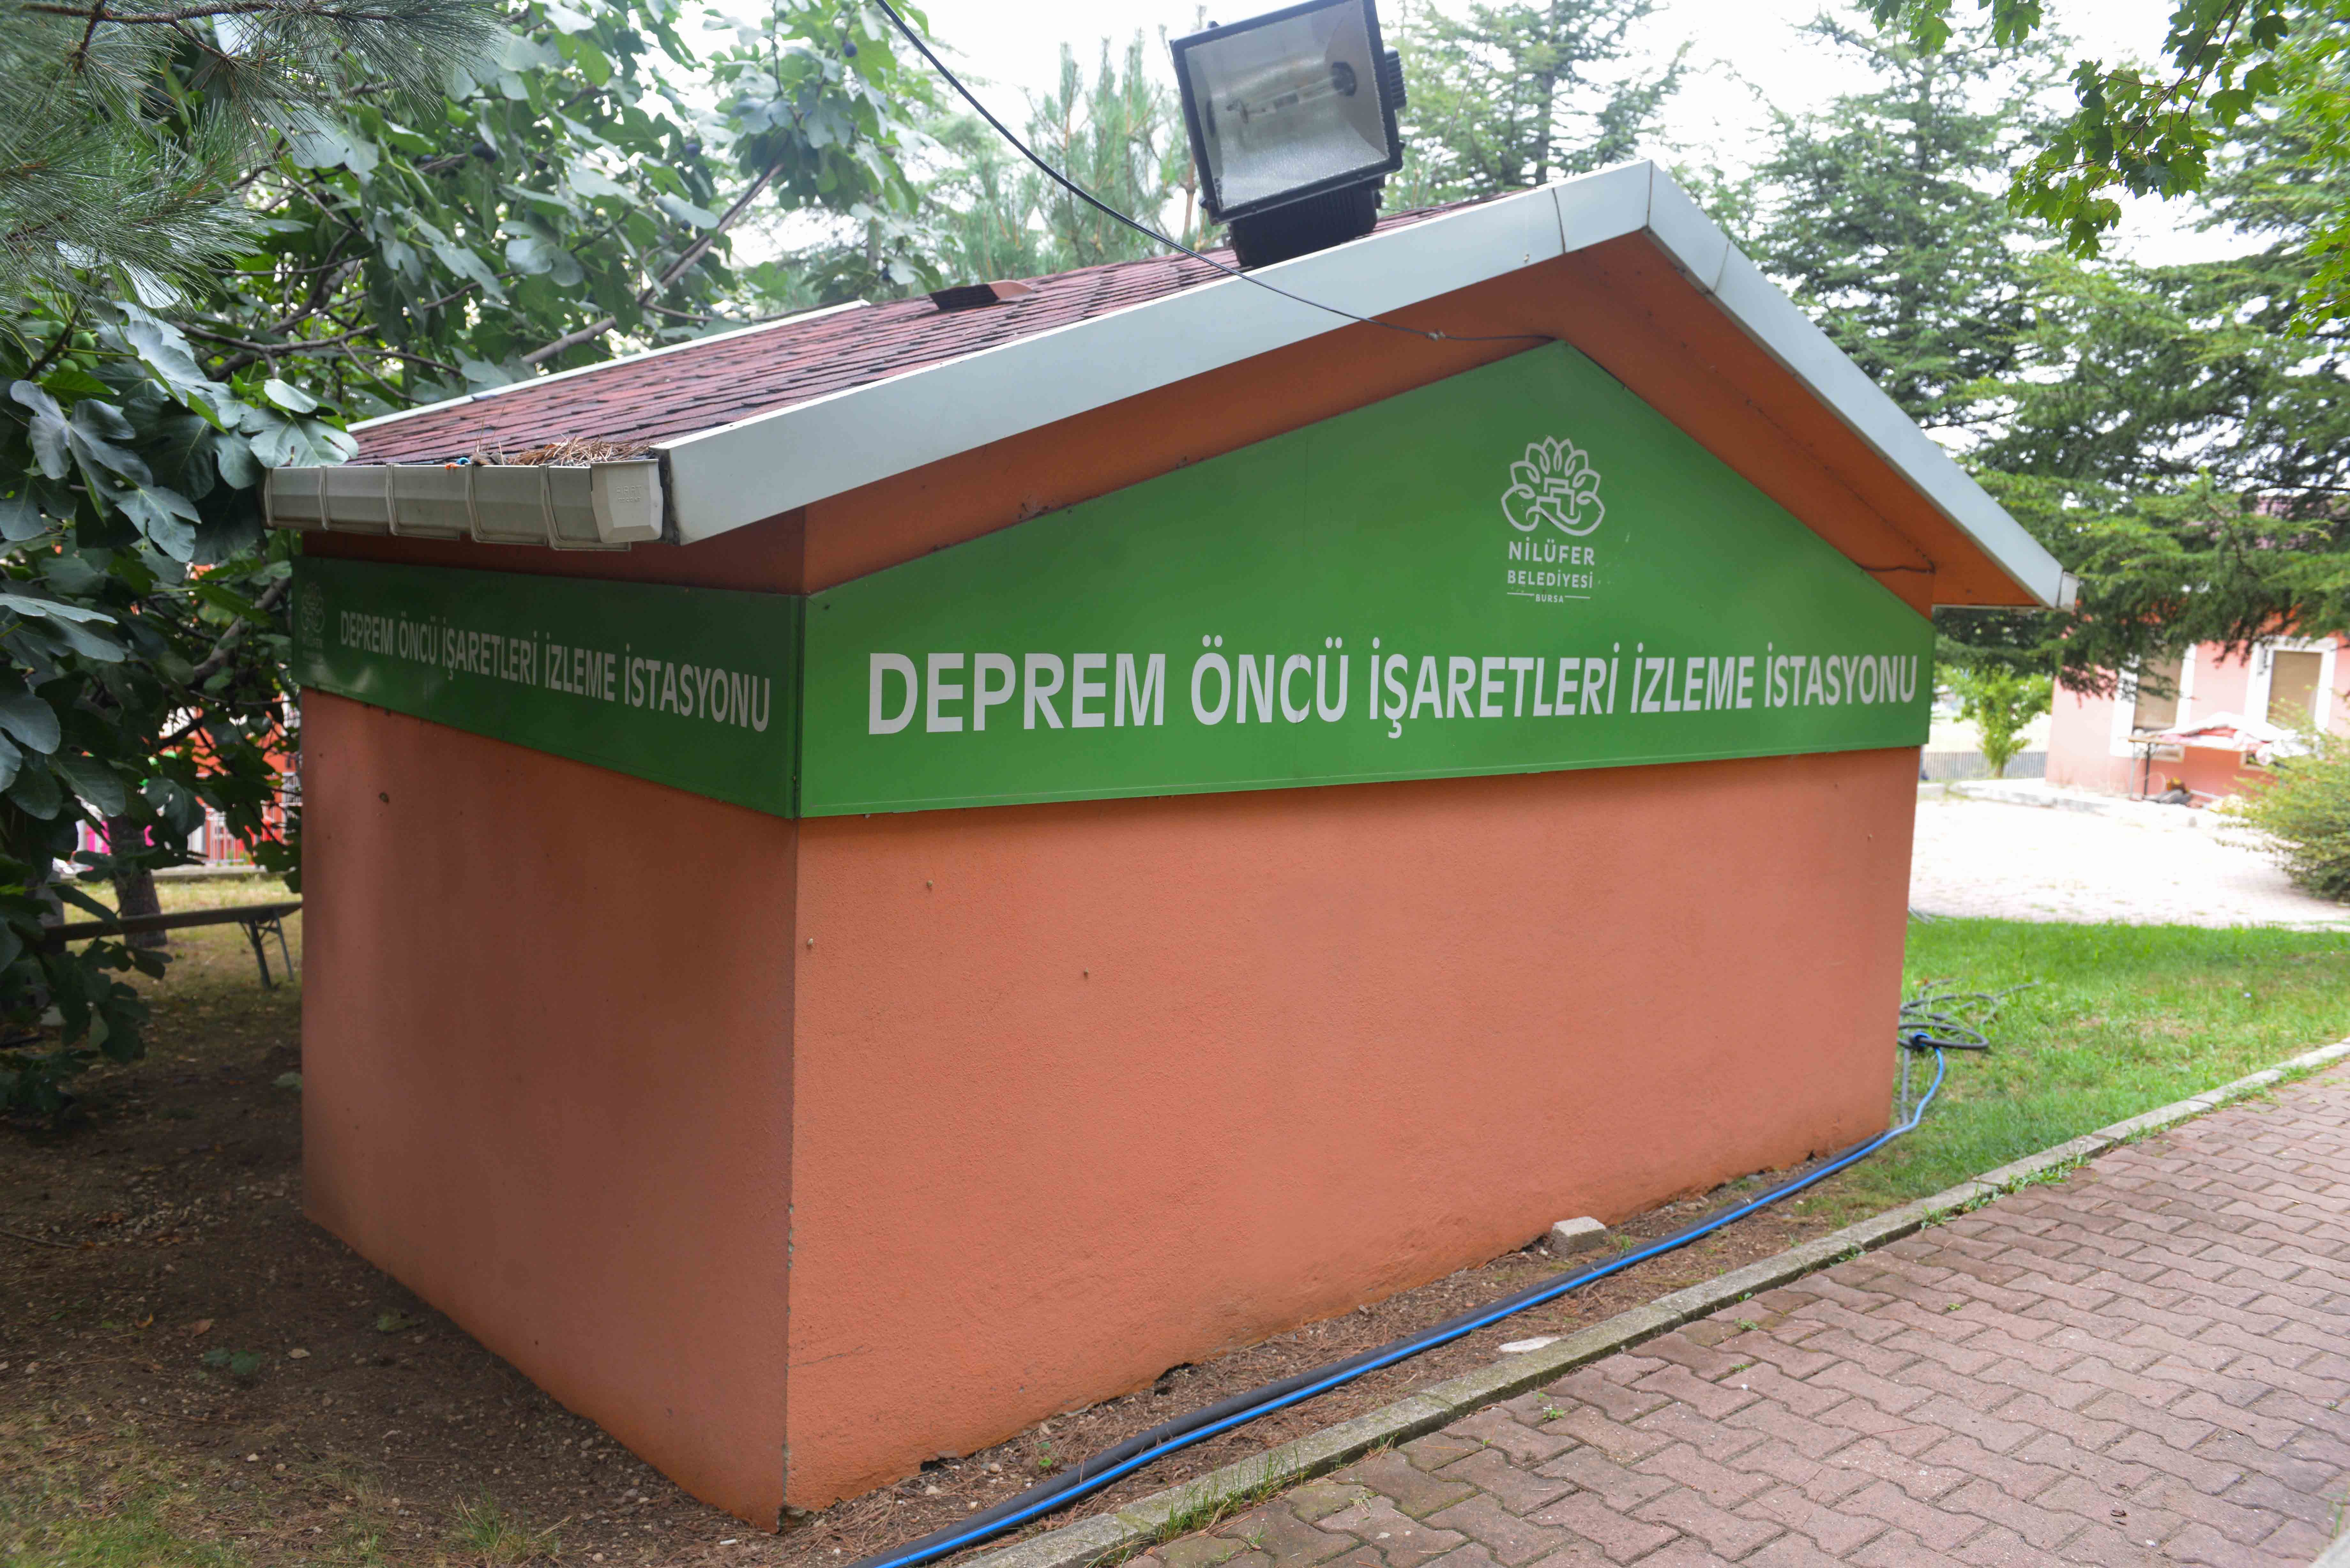 DEPREM ÖNCÜ İŞARETLERİ İZLEME İSTASYONU
NİLÜFER
BELEDİYESİ
BURSA
DEPREM ÖNCÜ İŞARETLERİ İZLEME İSTASYONU